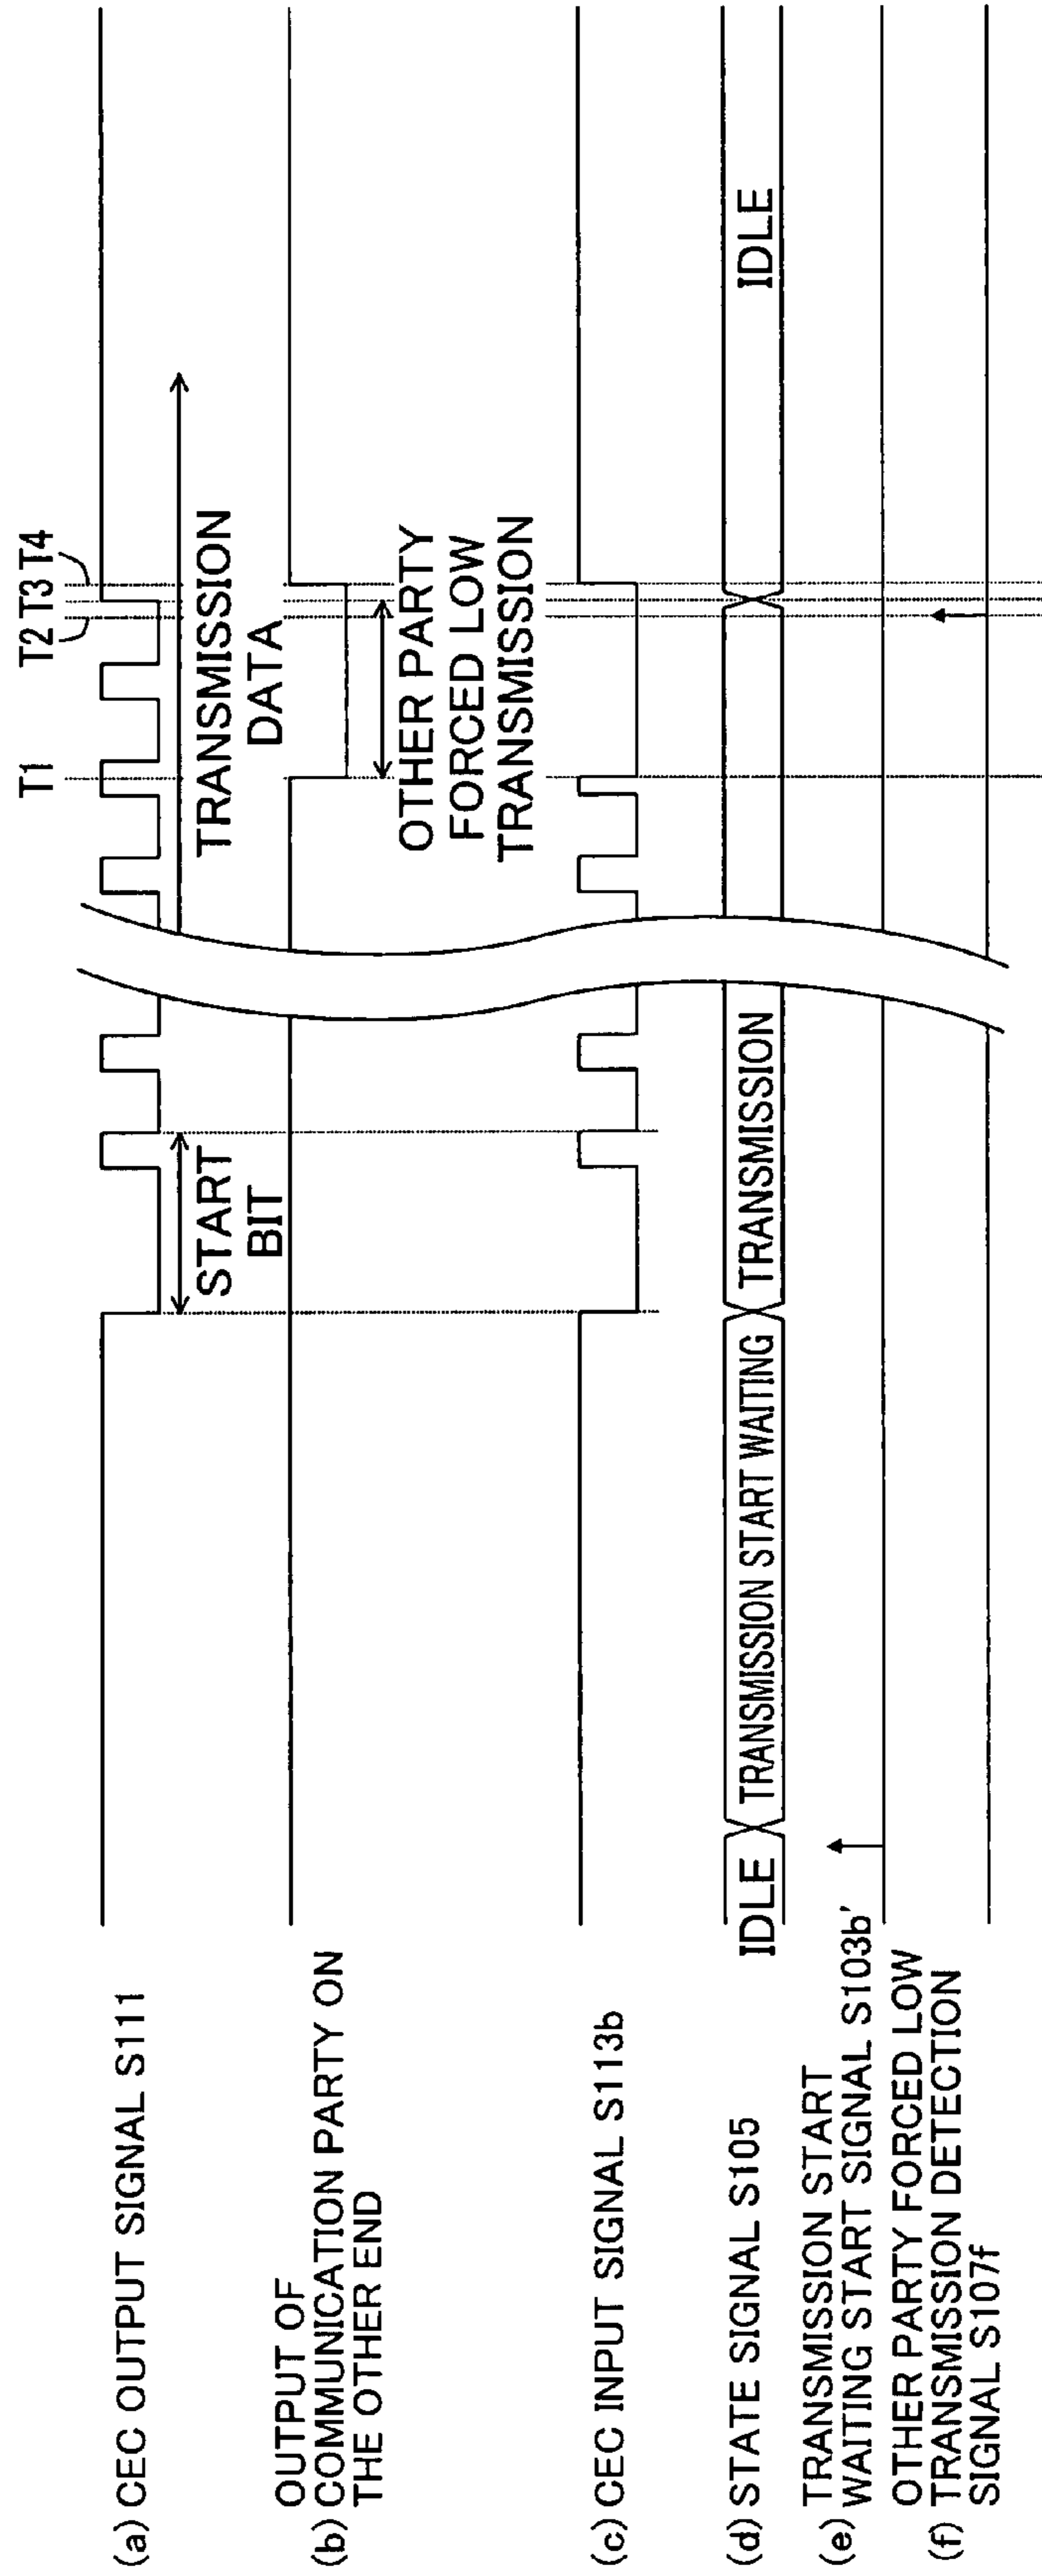 T1
T2 T3 T4
(a) CEC OUTPUT SIGNAL S111
START
BIT
TRANSMISSION
DATA
OUTPUT OF
(b) COMMUNICATION PARTY ON
THE OTHER END
OTHER PARTY
FORCED LOW
TRANSMISSION
(c) CEC INPUT SIGNAL S113b
(d) STATE SIGNAL S105
IDLE
TRANSMISSION START WAITING
TRANSMISSION
IDLE
TRANSMISSION START
(e) WAITING START SIGNAL S103b'
OTHER PARTY FORCED LOW
(f) TRANSMISSION DETECTION
SIGNAL S107f